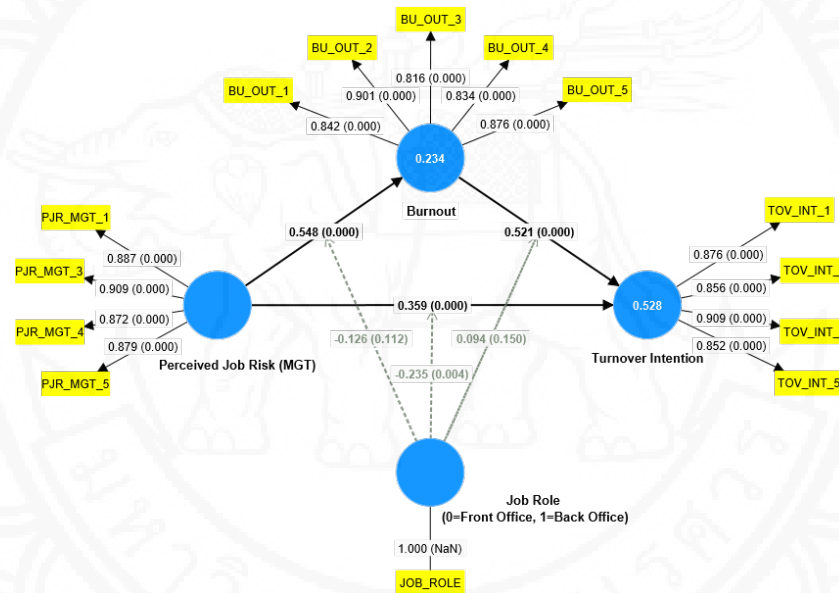 BU_OUT_3
BU_OUT_2
BU_OUT_4
BU_OUT_1
BU_OUT_5
0.816 (0.000)
0.901 (0.000)
0.834 (0.000)
0.842 (0.000)
0.876 (0.000)
0.234
Burnout
PJR_MGT_1
PJR_MGT_3
PJR_MGT_4
PJR_MGT_5
0.887 (0.000)
0.909 (0.000)
0.872 (0.000)
0.879 (0.000)
Perceived Job Risk (MGT)
0.548 (0.000)
0.521 (0.000)
0.359 (0.000)
-0.126 (0.112)
0.094 (0.150)
-0.235 (0.004)
TOV_INT_1
TOV_INT_
TOV_INT_
TOV_INT_5
0.876 (0.000)
0.856 (0.000)
0.909 (0.000)
0.852 (0.000)
0.528
Turnover Intention
Job Role
(0=Front Office, 1=Back Office)
1.000 (NaN)
JOB_ROLE